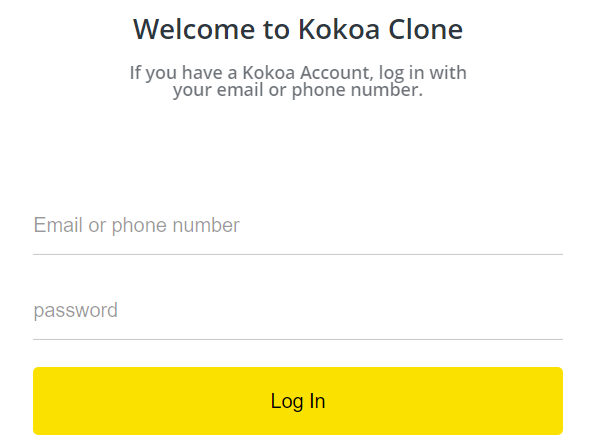 Welcome to Kokoa Clone
If you have a Kokoa Account, log in with
your email or phone number.
Email or phone number
password
Log In